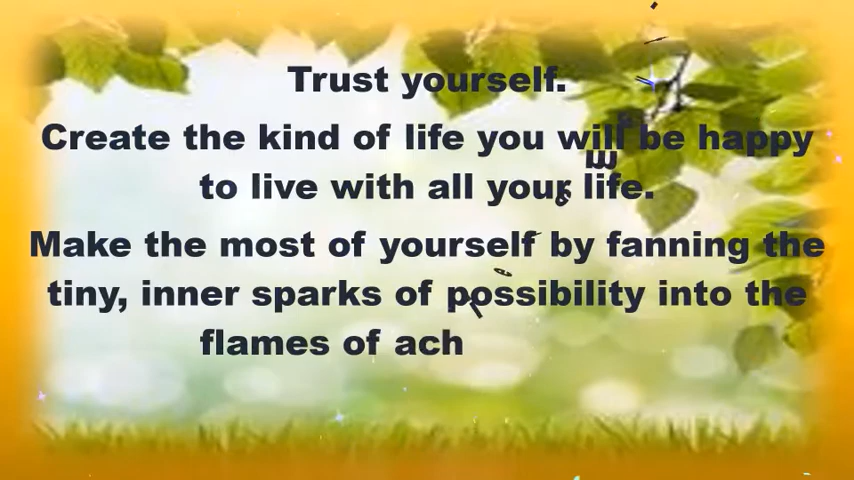 Trust yourself.
Create the kind of life you will be happy
to live with all your life.
Make the most of yourself by fanning the
tiny, inner sparks of possibility into the
flames of ach